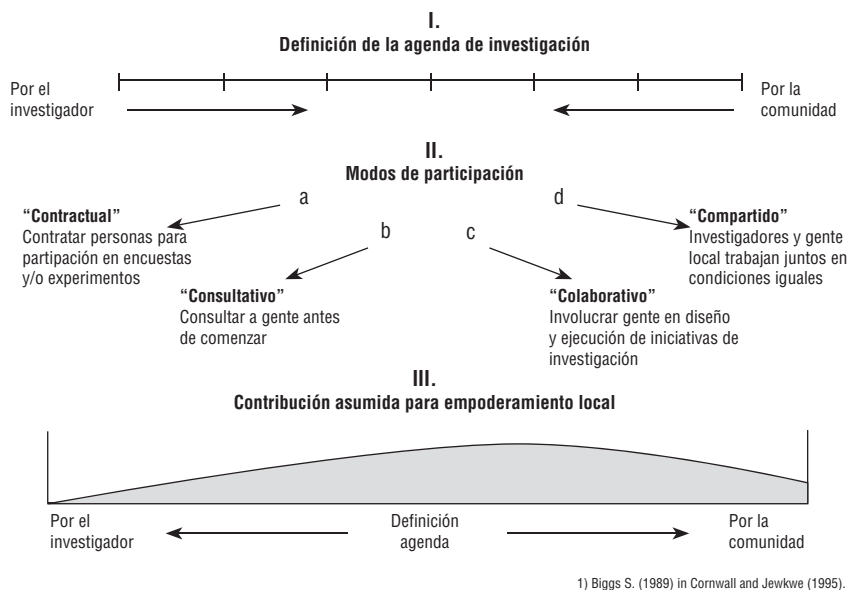 I.
Definición de la agenda de investigación
Por el
investigador
Por la
comunidad
II.
Modos de participación
a
b
c
d
“Contractual”
Contratar personas para
partipación en encuestas
y/o experimentos
“Consultativo”
Consultar a gente antes
de comenzar
“Colaborativo”
Involucrar gente en diseño
y ejecución de iniciativas de
investigación
“Compartido”
Investigadores y gente
local trabajan juntos en
condiciones iguales
III.
Contribución asumida para empoderamiento local
Por el
investigador
Definición
agenda
Por la
comunidad
1) Biggs S. (1989) in Cornwall and Jewkwe (1995).